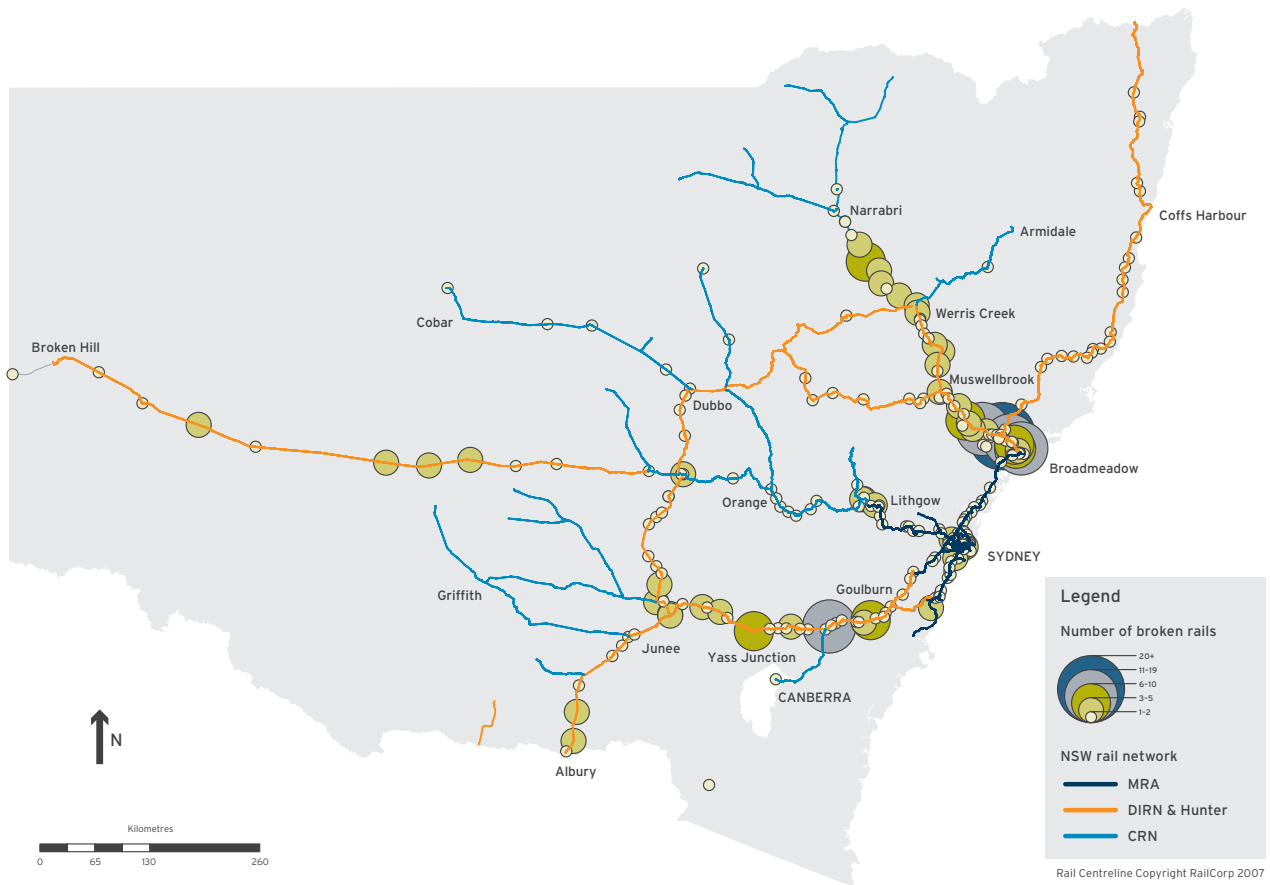 Narrabri
Armidale
Coffs Harbour
Cobar
Werris Creek
Broken Hill
Muswellbrook
Dubbo
Broadmeadow
Orange
Lithgow
SYDNEY
Griffith
Goulburn
Junee
Yass Junction
CANBERRA
Albury
N
Kilometres
0 65 130 260
Legend
Number of broken rails
20+
11-19
6-10
3-5
1-2
NSW rail network
MRA
DIRN & Hunter
CRN
Rail Centreline Copyright RailCorp 2007